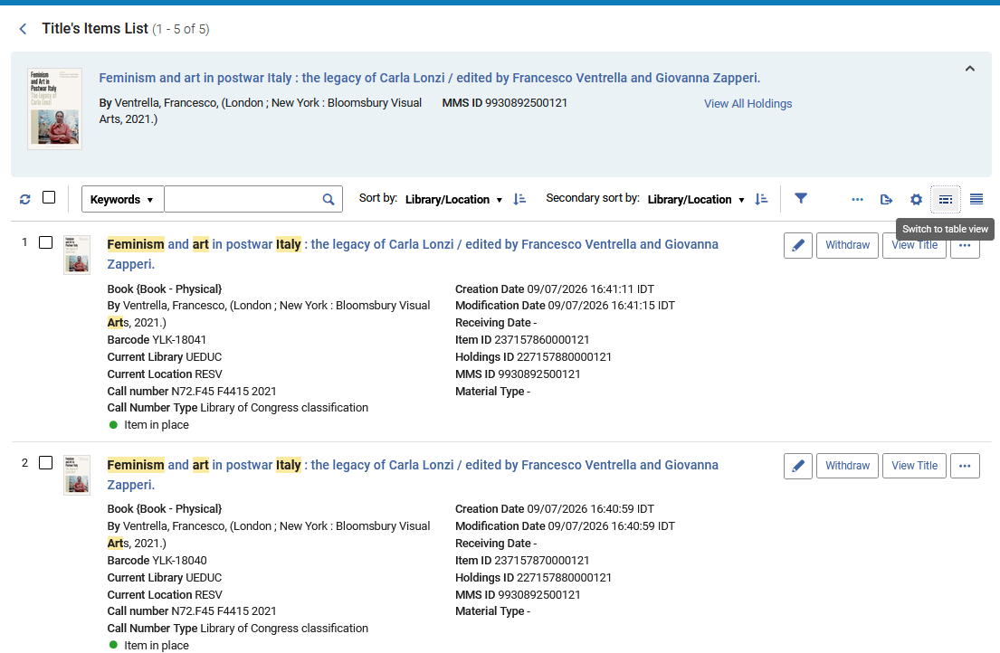 Title's Items List (1 - 5 of 5)
Feminism and Art in Postwar Italy
The Legacy of Carla Lonzi
Feminism and art in postwar Italy : the legacy of Carla Lonzi / edited by Francesco Ventrella and Giovanna Zapperi.
By Ventrella, Francesco, (London ; New York : Bloomsbury Visual Arts, 2021.)
MMS ID 9930892500121
View All Holdings
Keywords
Sort by: Library/Location
Secondary sort by: Library/Location
Switch to table view
1
Feminism and art in postwar Italy : the legacy of Carla Lonzi / edited by Francesco Ventrella and Giovanna
Zapperi.
Withdraw
View Title
Book {Book - Physical}
By Ventrella, Francesco, (London ; New York : Bloomsbury Visual
Arts, 2021.)
Barcode YLK-18041
Current Library UEDUC
Current Location RESV
Call number N72.F45 F4415 2021
Call Number Type Library of Congress classification
Item in place
Creation Date 09/07/2026 16:41:11 IDT
Modification Date 09/07/2026 16:41:15 IDT
Receiving Date -
Item ID 237157860000121
Holdings ID 227157880000121
MMS ID 9930892500121
Material Type -
2
Feminism and art in postwar Italy : the legacy of Carla Lonzi / edited by Francesco Ventrella and Giovanna
Zapperi.
Withdraw
View Title
Book {Book - Physical}
By Ventrella, Francesco, (London ; New York : Bloomsbury Visual
Arts, 2021.)
Barcode YLK-18040
Current Library UEDUC
Current Location RESV
Call number N72.F45 F4415 2021
Call Number Type Library of Congress classification
Item in place
Creation Date 09/07/2026 16:40:59 IDT
Modification Date 09/07/2026 16:40:59 IDT
Receiving Date -
Item ID 237157870000121
Holdings ID 227157880000121
MMS ID 9930892500121
Material Type -